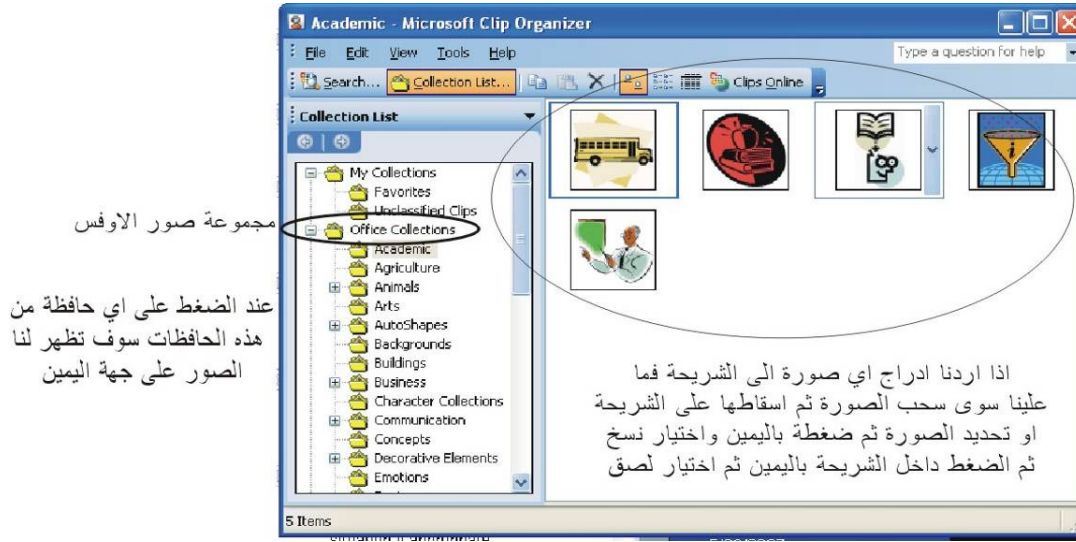 Academic - Microsoft Clip Organizer
File Edit View Tools Help
Type a question for help
Search... Collection List... Clips Online
Collection List
My Collections
Favorites
Unclassified Clips
Office Collections
Academic
Agriculture
Animals
Arts
AutoShapes
Backgrounds
Buildings
Business
Character Collections
Communication
Concepts
Decorative Elements
Emotions
5 Items
مجموعة صور الاوفس
عند الضغط على اي حافظة من
هذه الحافظات سوف تظهر لنا
الصور على جهة اليمين
اذا اردنا ادراج اي صورة الى الشريحة فما
علينا سوى سحب الصورة ثم اسقاطها على الشريحة
او تحديد الصورة ثم ضغطة باليمين واختيار نسخ
ثم الضغط داخل الشريحة باليمين ثم اختيار لصق